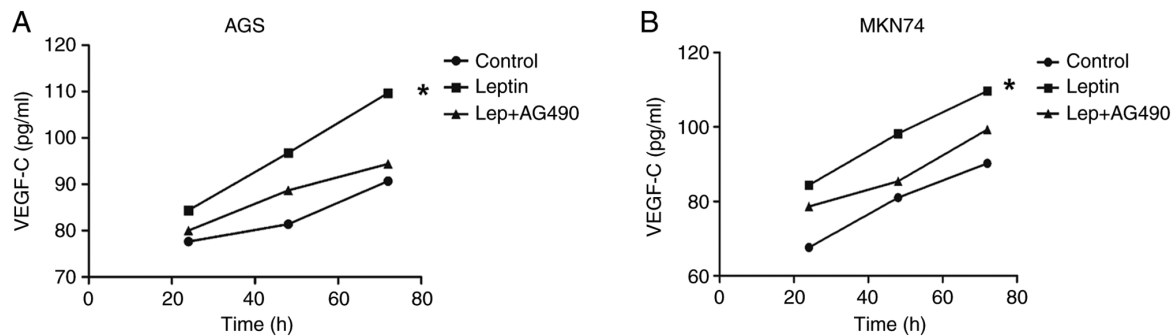 A
AGS
VEGF-C (pg/ml)
120
110
100
90
80
70
0
20
40
60
80
Time (h)
Control
Leptin
*
Lep+AG490
B
MKN74
VEGF-C (pg/ml)
120
100
80
60
0
20
40
60
80
Time (h)
Control
Leptin
*
Lep+AG490